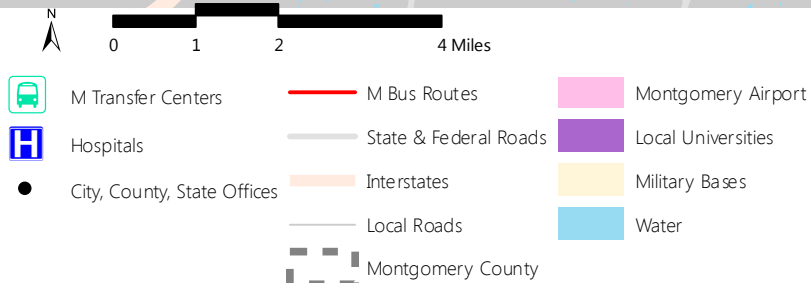 N
0 1 2 4 Miles
M Transfer Centers
H Hospitals
City, County, State Offices
M Bus Routes
State & Federal Roads
Interstates
Local Roads
Montgomery County
Montgomery Airport
Local Universities
Military Bases
Water